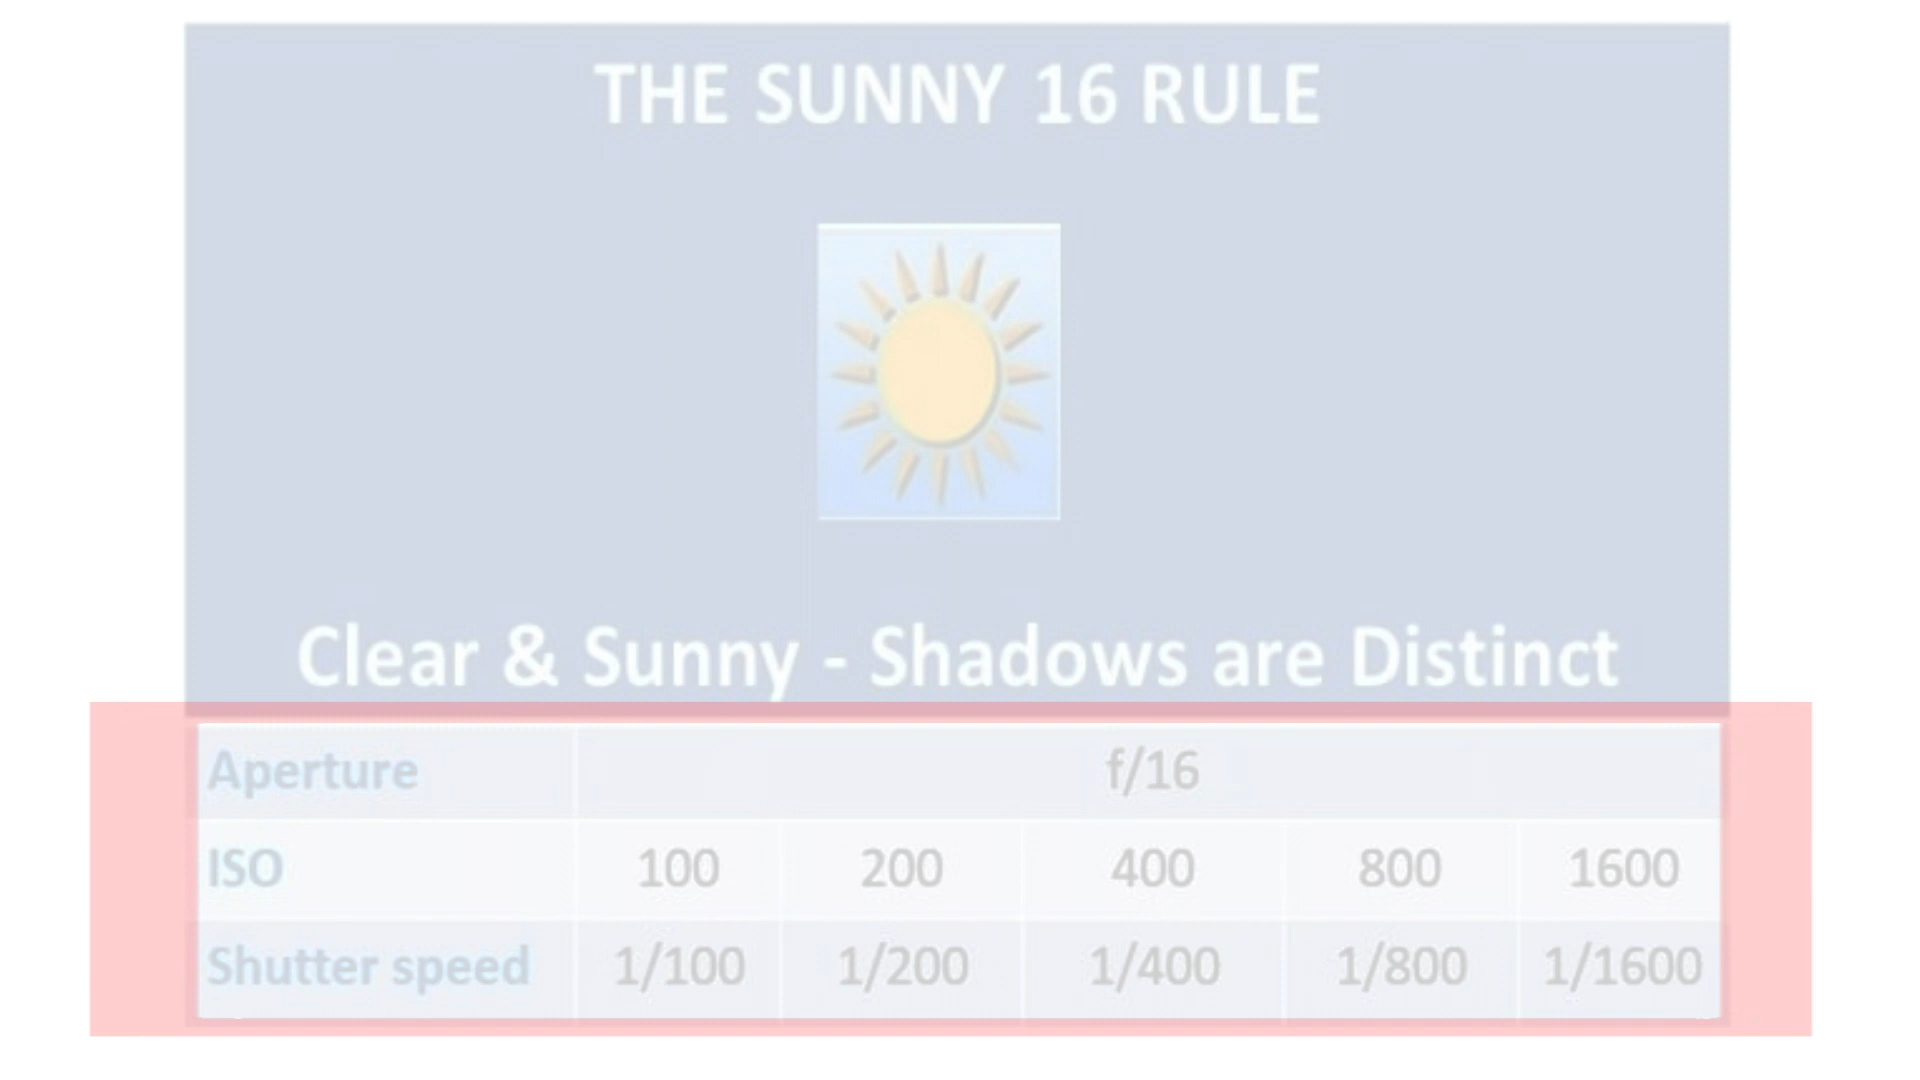 THE SUNNY 16 RULE
Clear & Sunny - Shadows are Distinct
Aperture f/16
ISO 100 200 400 800 1600
Shutter speed 1/100 1/200 1/400 1/800 1/1600